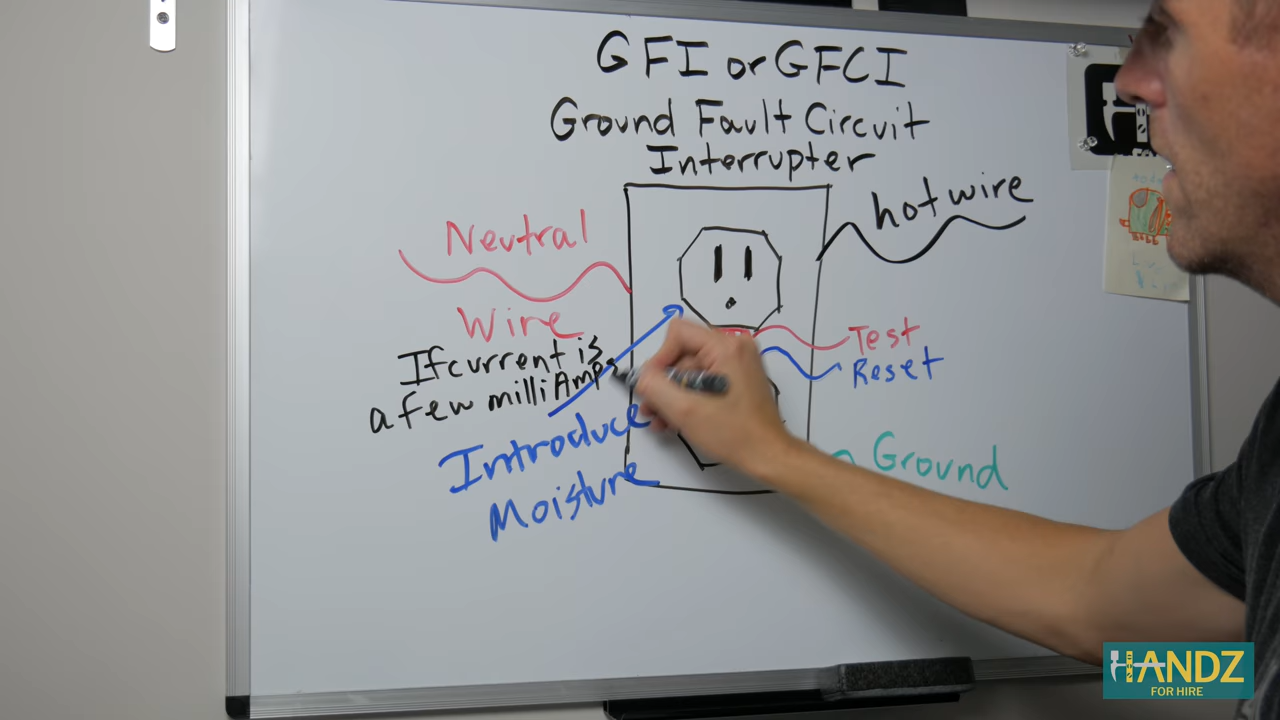 GFI or GFCI
Ground Fault Circuit
Interrupter
hot wire
Neutral
Wire
If current is
a few milliAmps
Test
Reset
Introduce
Moisture
Ground
HANDZ
FOR HIRE